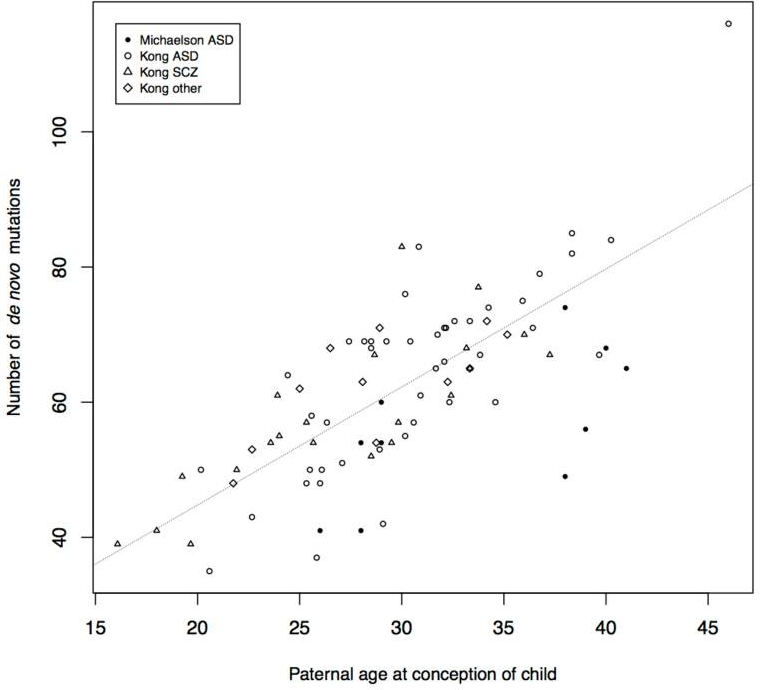 Michaelson ASD
Kong ASD
Kong SCZ
Kong other
Number of de novo mutations
100
80
60
40
15 20 25 30 35 40 45
Paternal age at conception of child